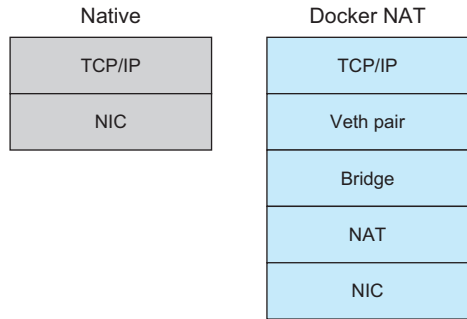 Native
TCP/IP
NIC
Docker NAT
TCP/IP
Veth pair
Bridge
NAT
NIC